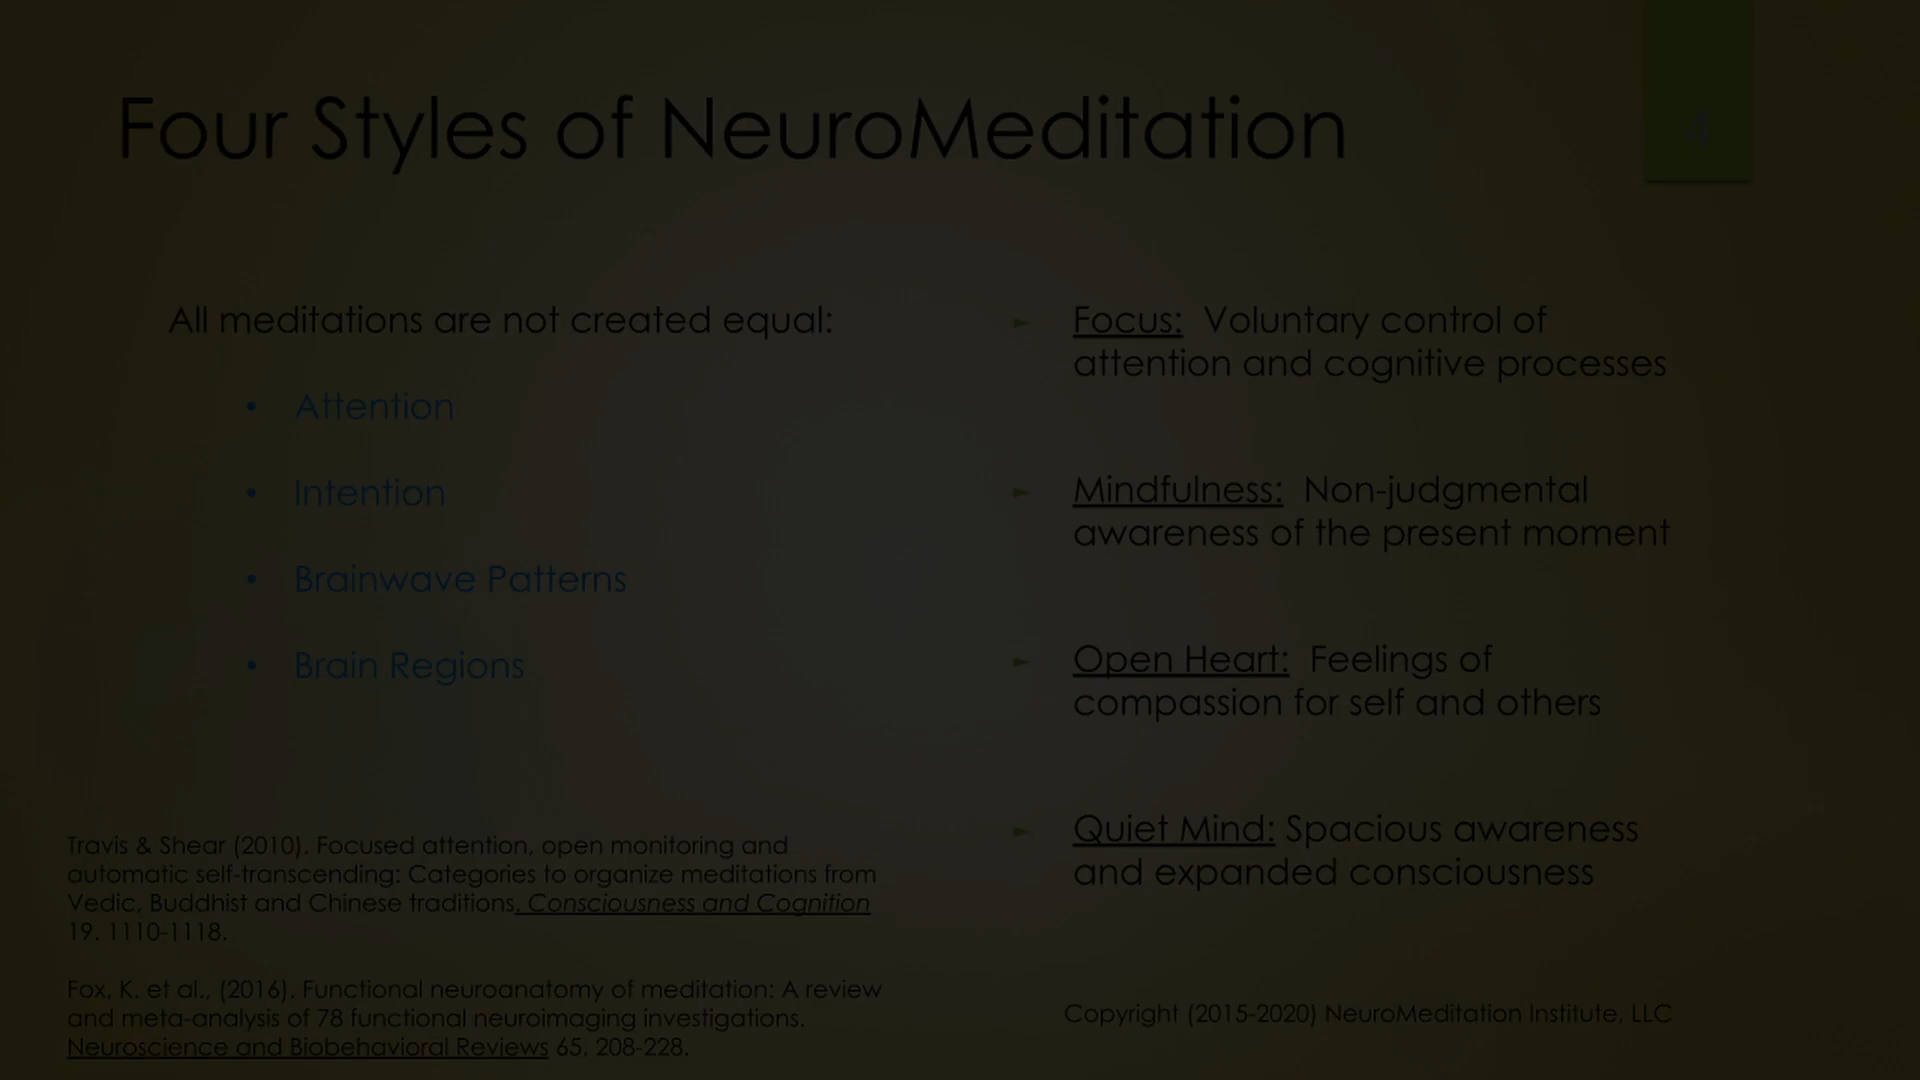 Four Styles of NeuroMeditation
4
All meditations are not created equal:
• Attention
• Intention
• Brainwave Patterns
• Brain Regions
Travis & Shear (2010). Focused attention, open monitoring and
automatic self-transcending: Categories to organize meditations from
Vedic, Buddhist and Chinese traditions. Consciousness and Cognition
19. 1110-1118.
Fox, K. et al., (2016). Functional neuroanatomy of meditation: A review
and meta-analysis of 78 functional neuroimaging investigations.
Neuroscience and Biobehavioral Reviews 65, 208-228.
► Focus: Voluntary control of
attention and cognitive processes
► Mindfulness: Non-judgmental
awareness of the present moment
► Open Heart: Feelings of
compassion for self and others
► Quiet Mind: Spacious awareness
and expanded consciousness
Copyright (2015-2020) NeuroMeditation Institute, LLC